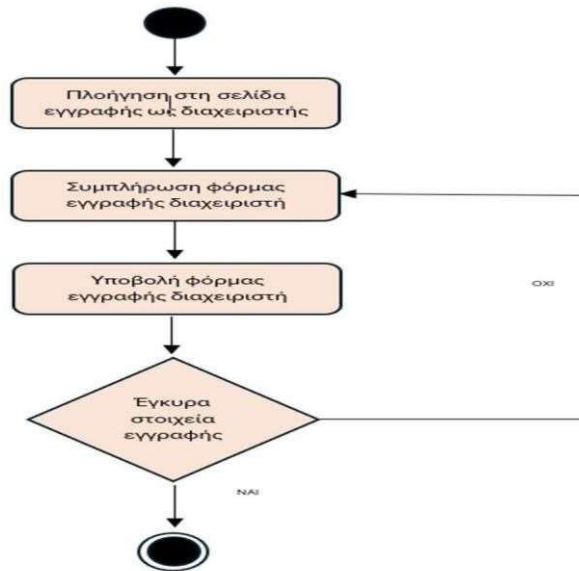 Πλοήγηση στη σελίδα
εγγραφής ως διαχειριστής
Συμπλήρωση φόρμας
εγγραφής διαχειριστή
Υποβολή φόρμας
εγγραφής διαχειριστή
ΟΧΙ
Έγκυρα
στοιχεία
εγγραφής
ΝΑΙ